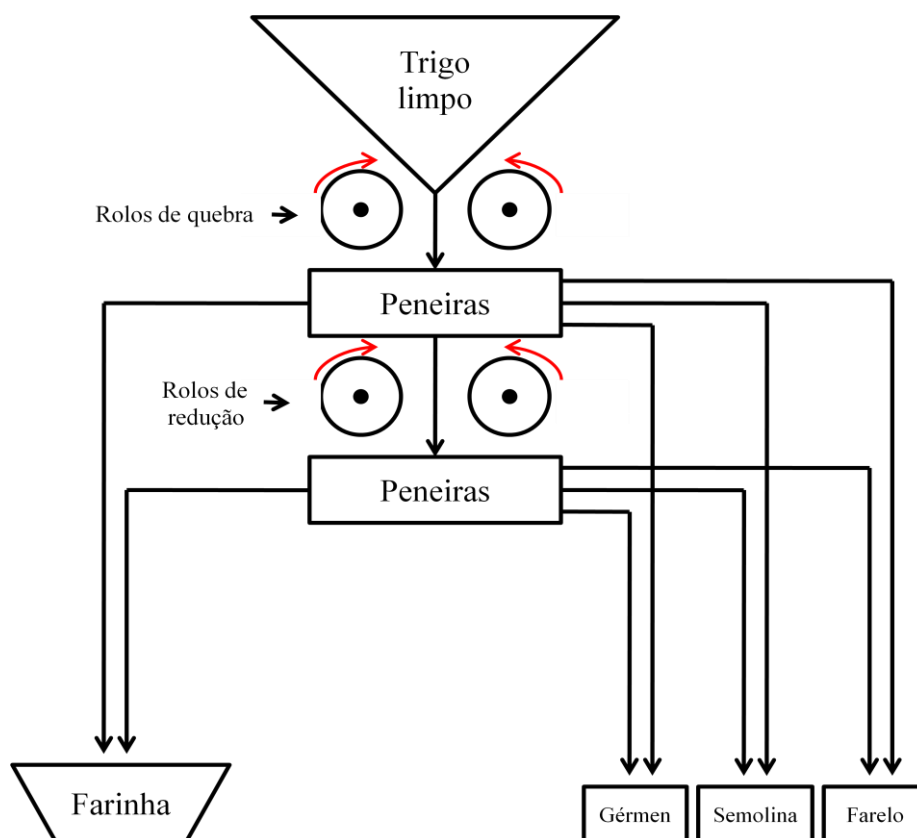 Trigo
limpo
Rolos de quebra
Peneiras
Rolos de
redução
Peneiras
Farinha
Gérmen
Semolina
Farelo